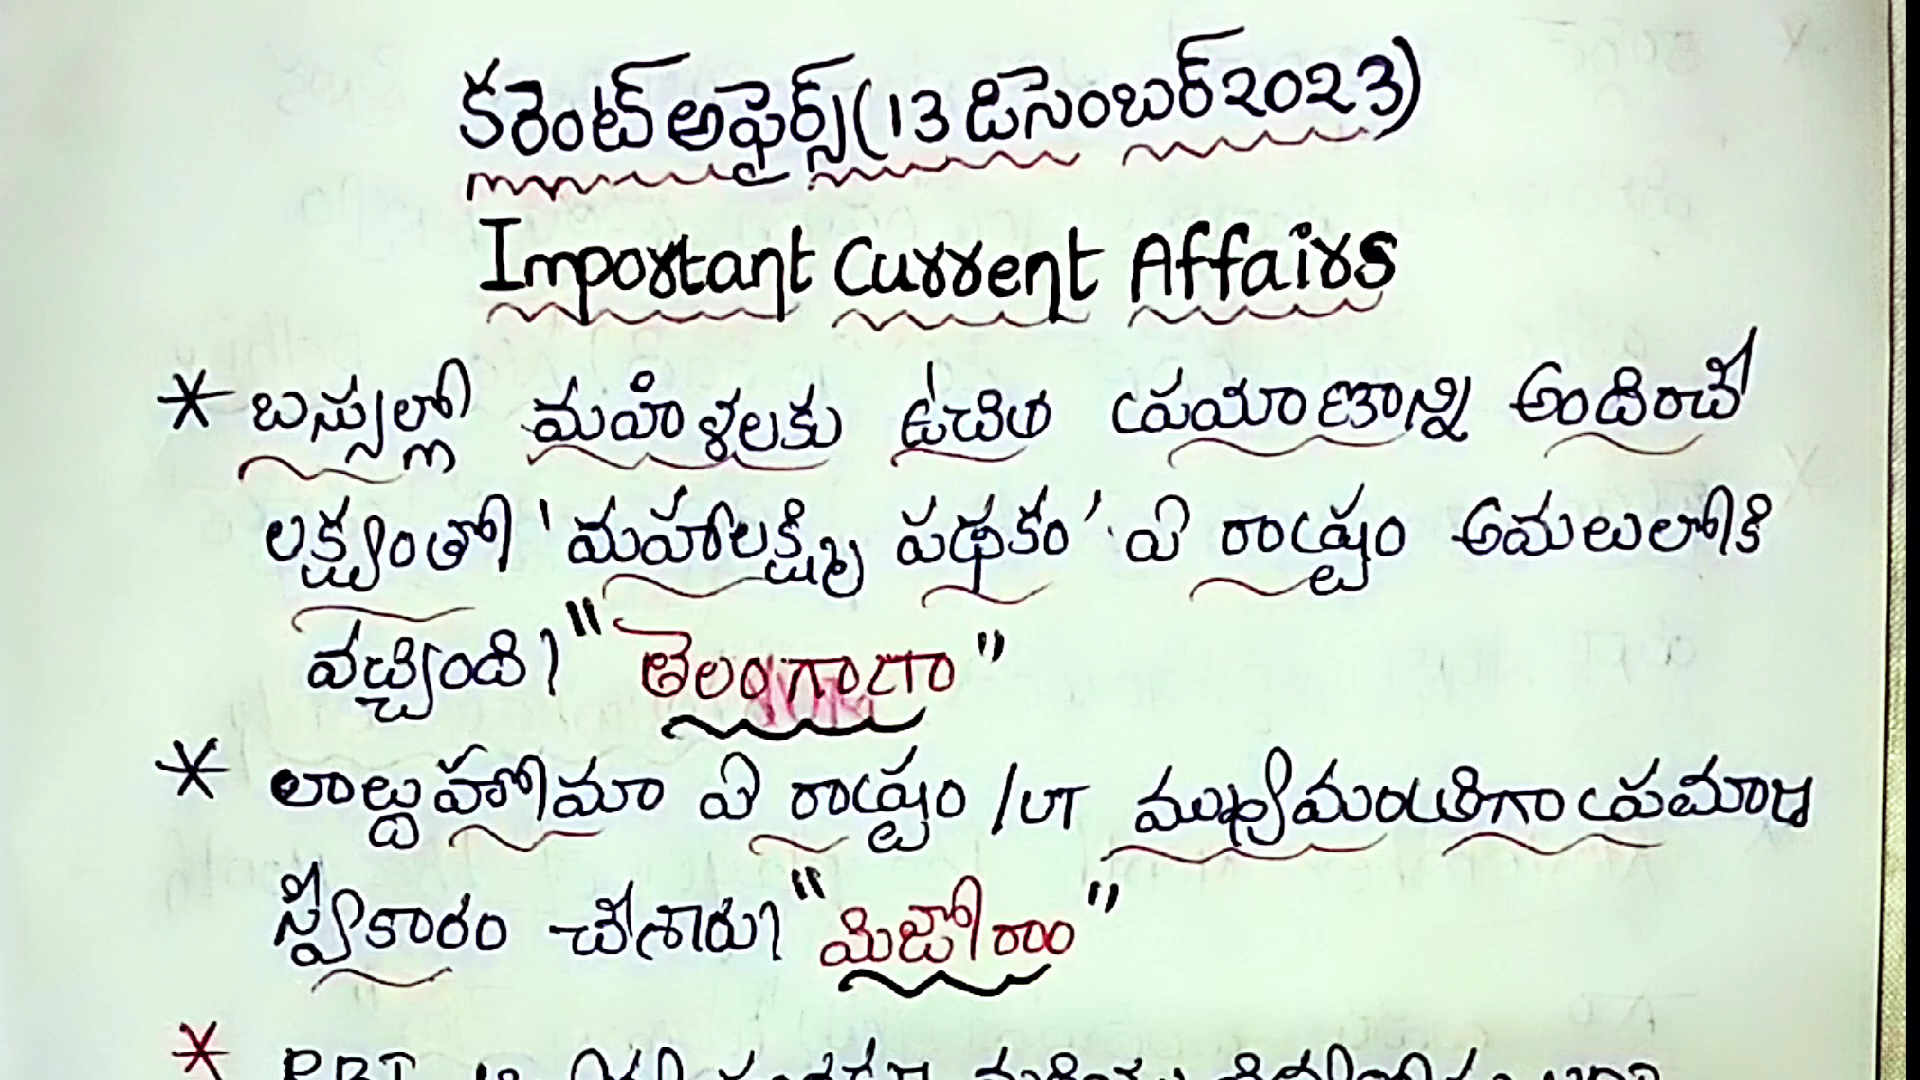 కరెంట్ అఫైర్స్ (13 డిసెంబర్ 2023)
Important Current Affairs
* బస్సుల్లో మహిళలకు ఉచిత ప్రయాణాన్ని అందించే
లక్ష్యంతో 'మహాలక్ష్మి పథకం' ఏ రాష్ట్రం అమలులోకి
వచ్చింది? "తెలంగాణా"
* లాల్దుహోమా ఏ రాష్ట్రం /UT ముఖ్యమంత్రిగా ప్రమాణ
స్వీకారం చేశారు? "మిజోరాం"
* RBI